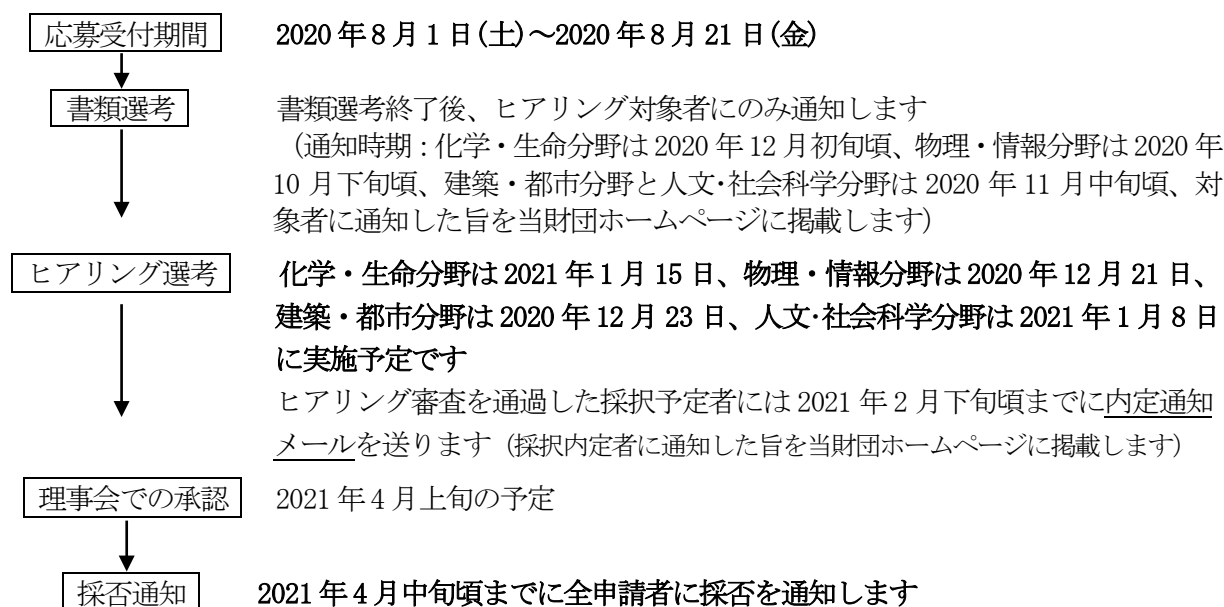 応募受付期間 2020年8月1日(土)～2020年8月21日(金)
書類選考 書類選考終了後、ヒアリング対象者にのみ通知します
(通知時期:化学・生命分野は2020年12月初旬頃、物理・情報分野は2020年
10月下旬頃、建築・都市分野と人文・社会科学分野は2020年11月中旬頃、対
象者に通知した旨を当財団ホームページに掲載します)
ヒアリング選考 化学・生命分野は2021年1月15日、物理・情報分野は2020年12月21日、
建築・都市分野は2020年12月23日、人文・社会科学分野は2021年1月8日
に実施予定です
ヒアリング審査を通過した採択予定者には2021年2月下旬頃までに内定通知
メールを送ります(採択内定者に通知した旨を当財団ホームページに掲載します)
理事会での承認 2021年4月上旬の予定
採否通知 2021年4月中旬頃までに全申請者に採否を通知します